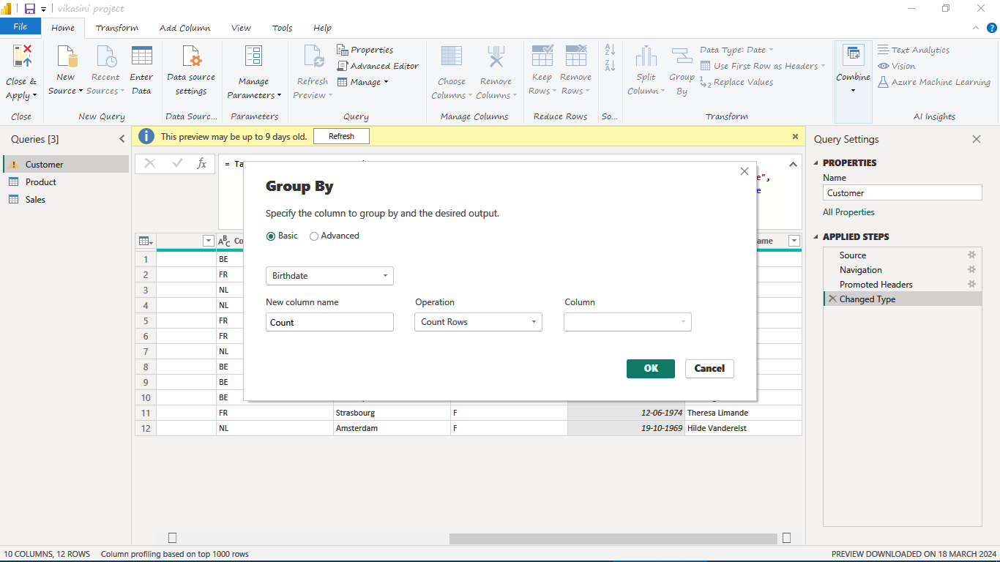 vikasini project
File Home Transform Add Column View Tools Help
Close & Apply
New Source
Recent Sources
Enter Data
Data source settings
Manage Parameters
Refresh Preview
Properties
Advanced Editor
Manage
Choose Columns
Remove Columns
Keep Rows
Remove Rows
Split Column
Group By
Data Type: Date
Use First Row as Headers
Replace Values
Combine
Text Analytics
Vision
Azure Machine Learning
Close New Query Data Sourc... Parameters Query Manage Columns Reduce Rows So... Transform AI Insights
Queries [3]
Customer
Product
Sales
This preview may be up to 9 days old. Refresh
fx = Ta
e",
e
Group By
Specify the column to group by and the desired output.
Basic Advanced
Birthdate
New column name Operation Column
Count Count Rows
OK Cancel
ABC Co ame
1 BE
2 FR
3 NL
4 NL
5 FR
6 FR
7 NL
8 BE
9 BE
10 BE
11 FR Strasbourg F 12-06-1974 Theresa Limande
12 NL Amsterdam F 19-10-1969 Hilde Vanderelst
Query Settings
PROPERTIES
Name
Customer
All Properties
APPLIED STEPS
Source
Navigation
Promoted Headers
Changed Type
10 COLUMNS, 12 ROWS Column profiling based on top 1000 rows PREVIEW DOWNLOADED ON 18 MARCH 2024